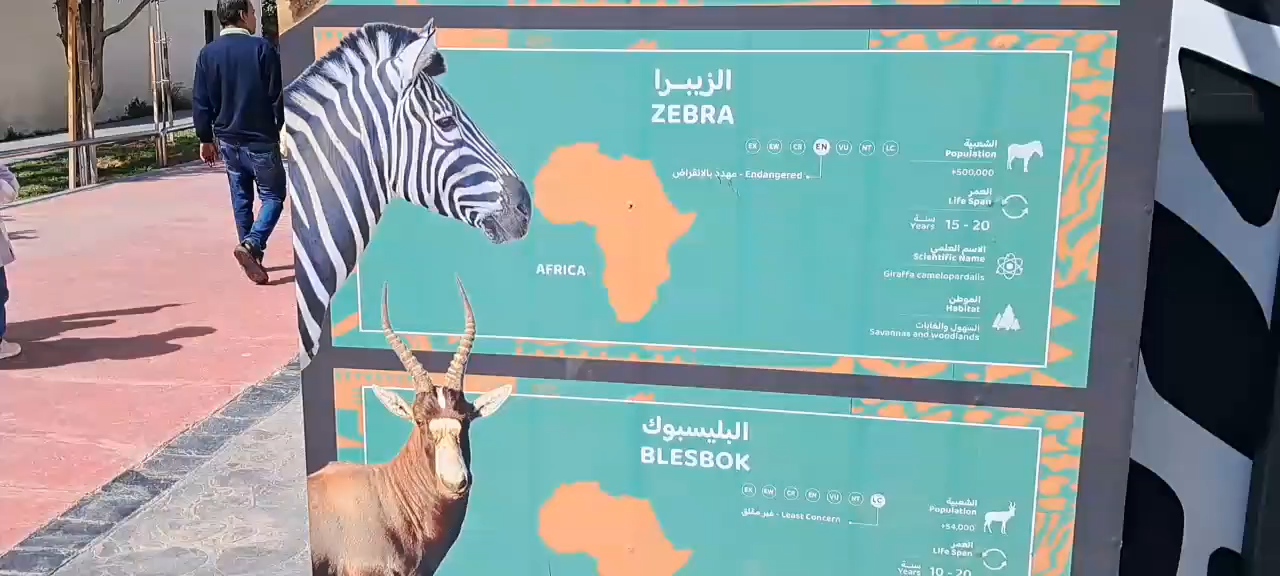 الزيبـرا
ZEBRA
EX EW CR EN VU NT LC
مهدد بالانقراض - Endangered
الشعبية
Population
+500,000
العمر
Life Span
سنة
Years
15 - 20
الاسم العلمي
Scientific Name
Giraffa camelopardalis
الموطن
Habitat
السهول والغابات
Savannas and woodlands
AFRICA
البليسبوك
BLESBOK
EX EW CR EN VU NT LC
غير مقلق - Least Concern
الشعبية
Population
+54,000
العمر
Life Span
سنة
Years
10 - 20